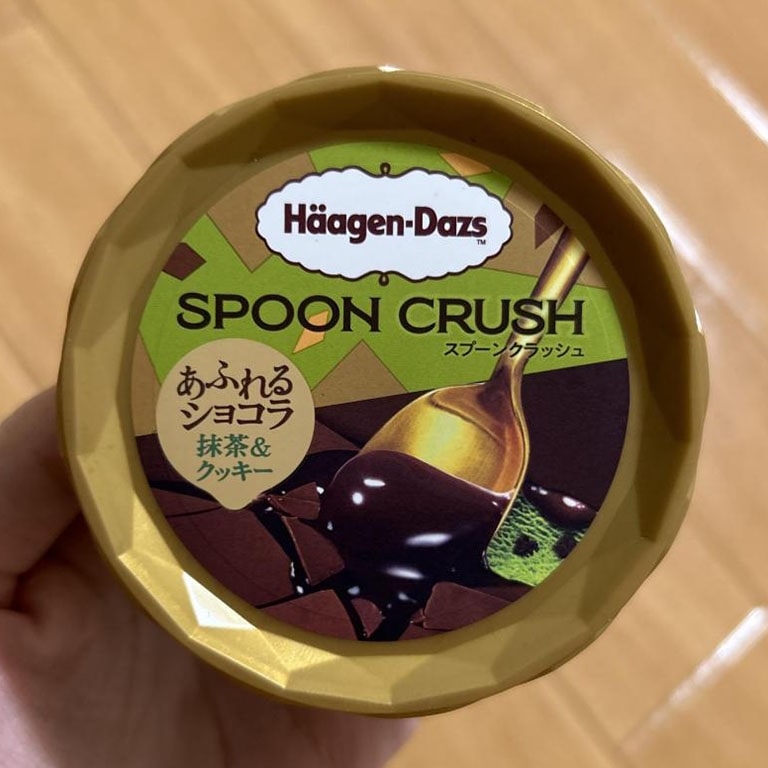 Häagen-Dazs™
SPOON CRUSH
スプーンクラッシュ
あふれる
ショコラ
抹茶&
クッキー